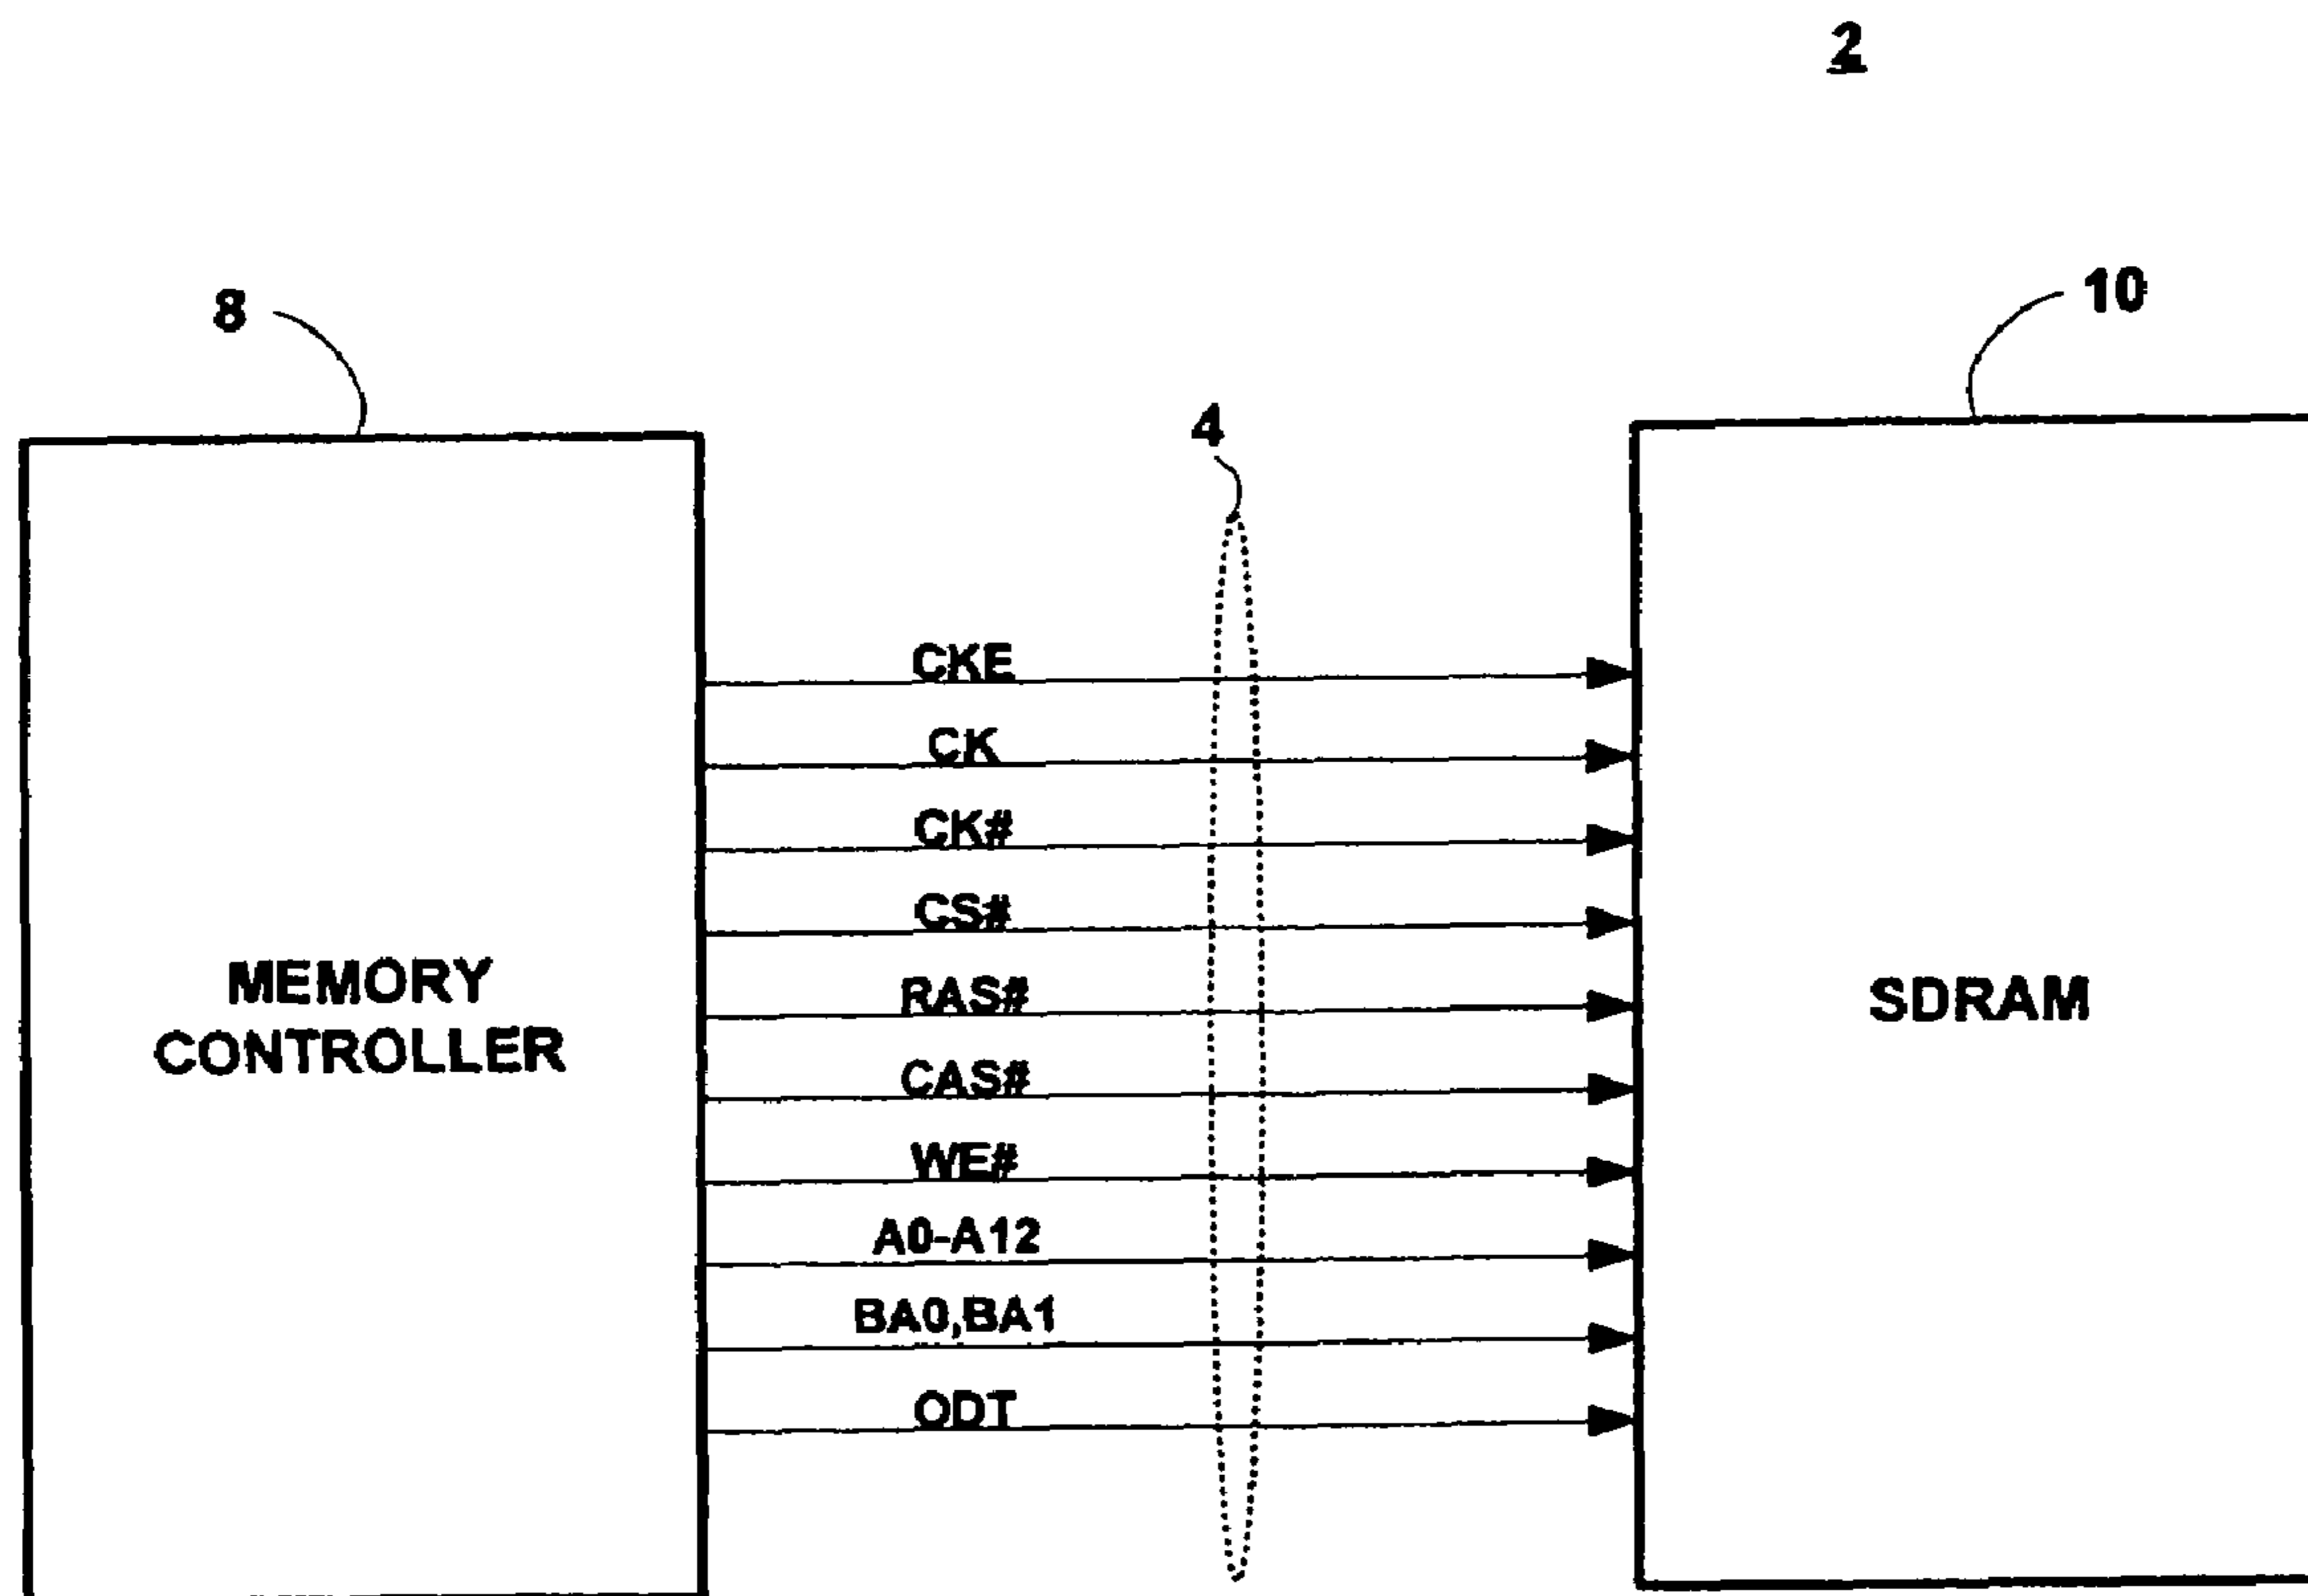 2
8
10
4
CKE
CK
CK#
CS#
RAS#
CAS#
WE#
A0-A12
BA0,BA1
ODT
MEMORY
CONTROLLER
SDRAM